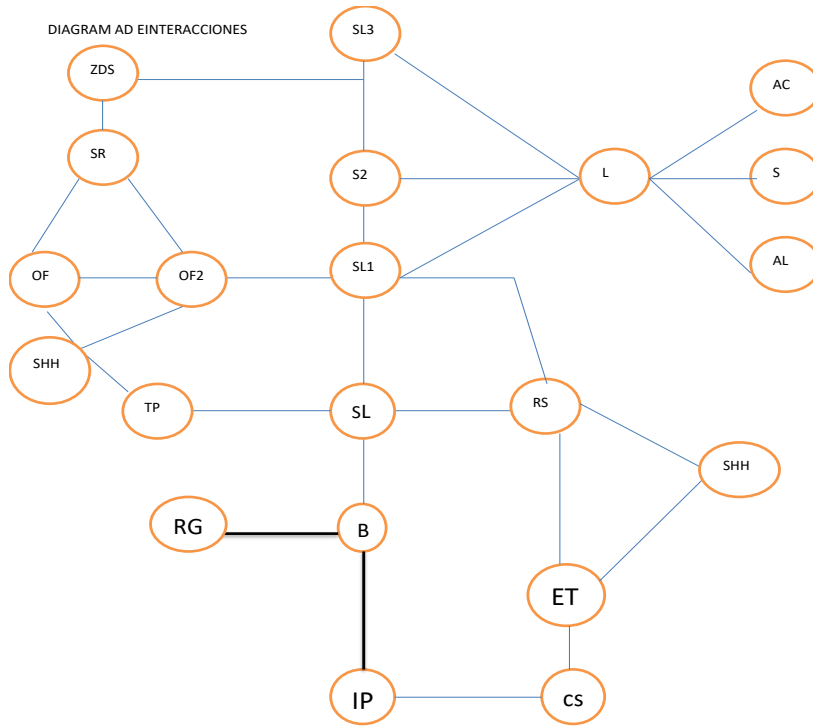 DIAGRAM AD EINTERACCIONES
SL3
ZDS
AC
SR
S2
L
S
OF
OF2
SL1
AL
SHH
TP
SL
RS
SHH
RG
B
ET
IP
cs